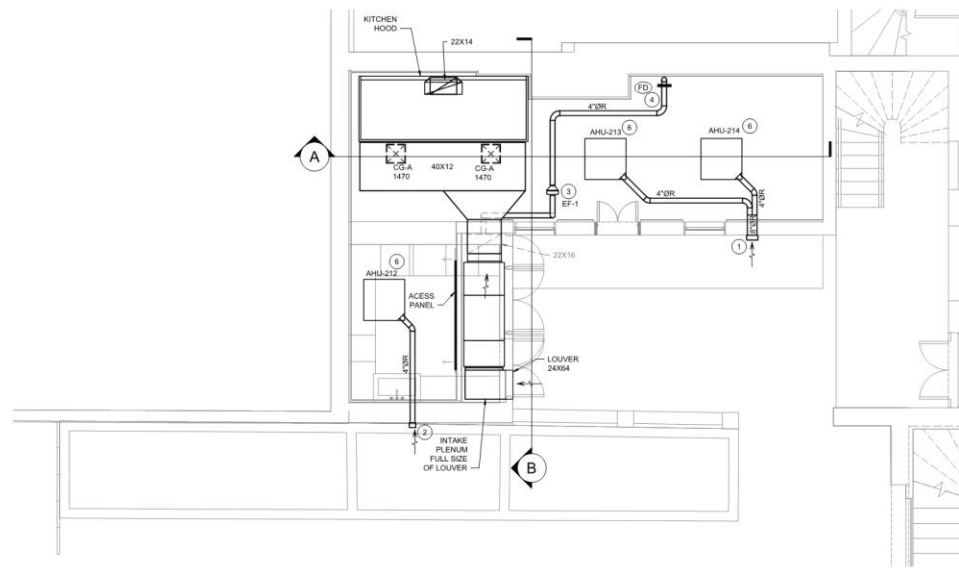 KITCHEN
HOOD
22X14
FD
4
4"ØR
AHU-213
6
AHU-214
6
A
CG-A
1470
40X12
CG-A
1470
3
EF-1
4"ØR
4"ØR
6"ØR
1
22X16
6
AHU-212
ACESS
PANEL
4"ØR
LOUVER
24X64
2
INTAKE
PLENUM
FULL SIZE
OF LOUVER
B